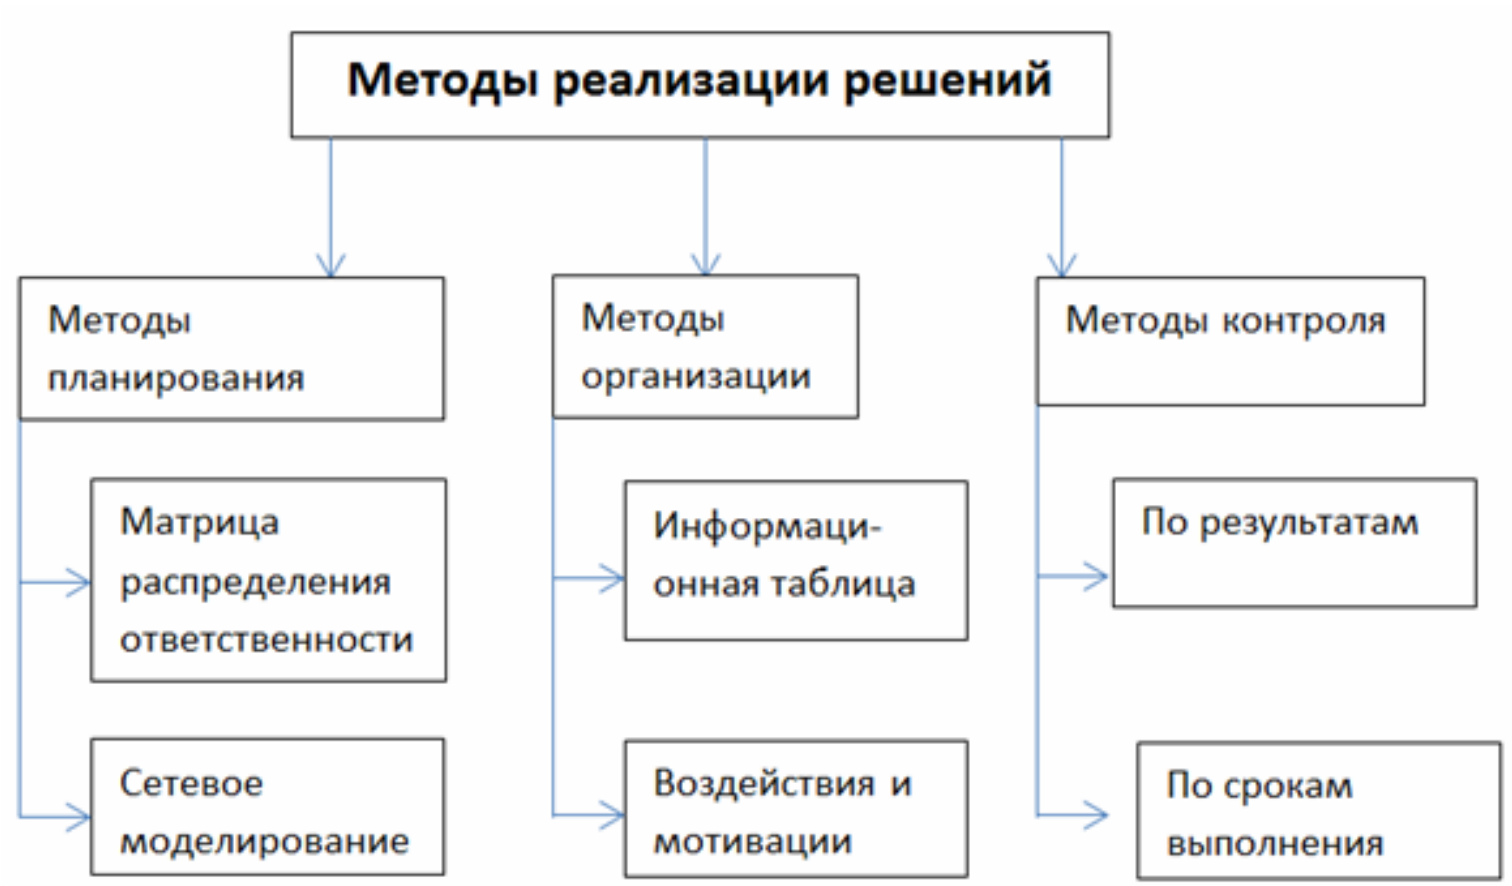 Методы реализации решений
Методы
планирования
Матрица
распределения
ответственности
Сетевое
моделирование
Методы
организации
Информаци-
онная таблица
Воздействия и
мотивации
Методы контроля
По результатам
По срокам
выполнения